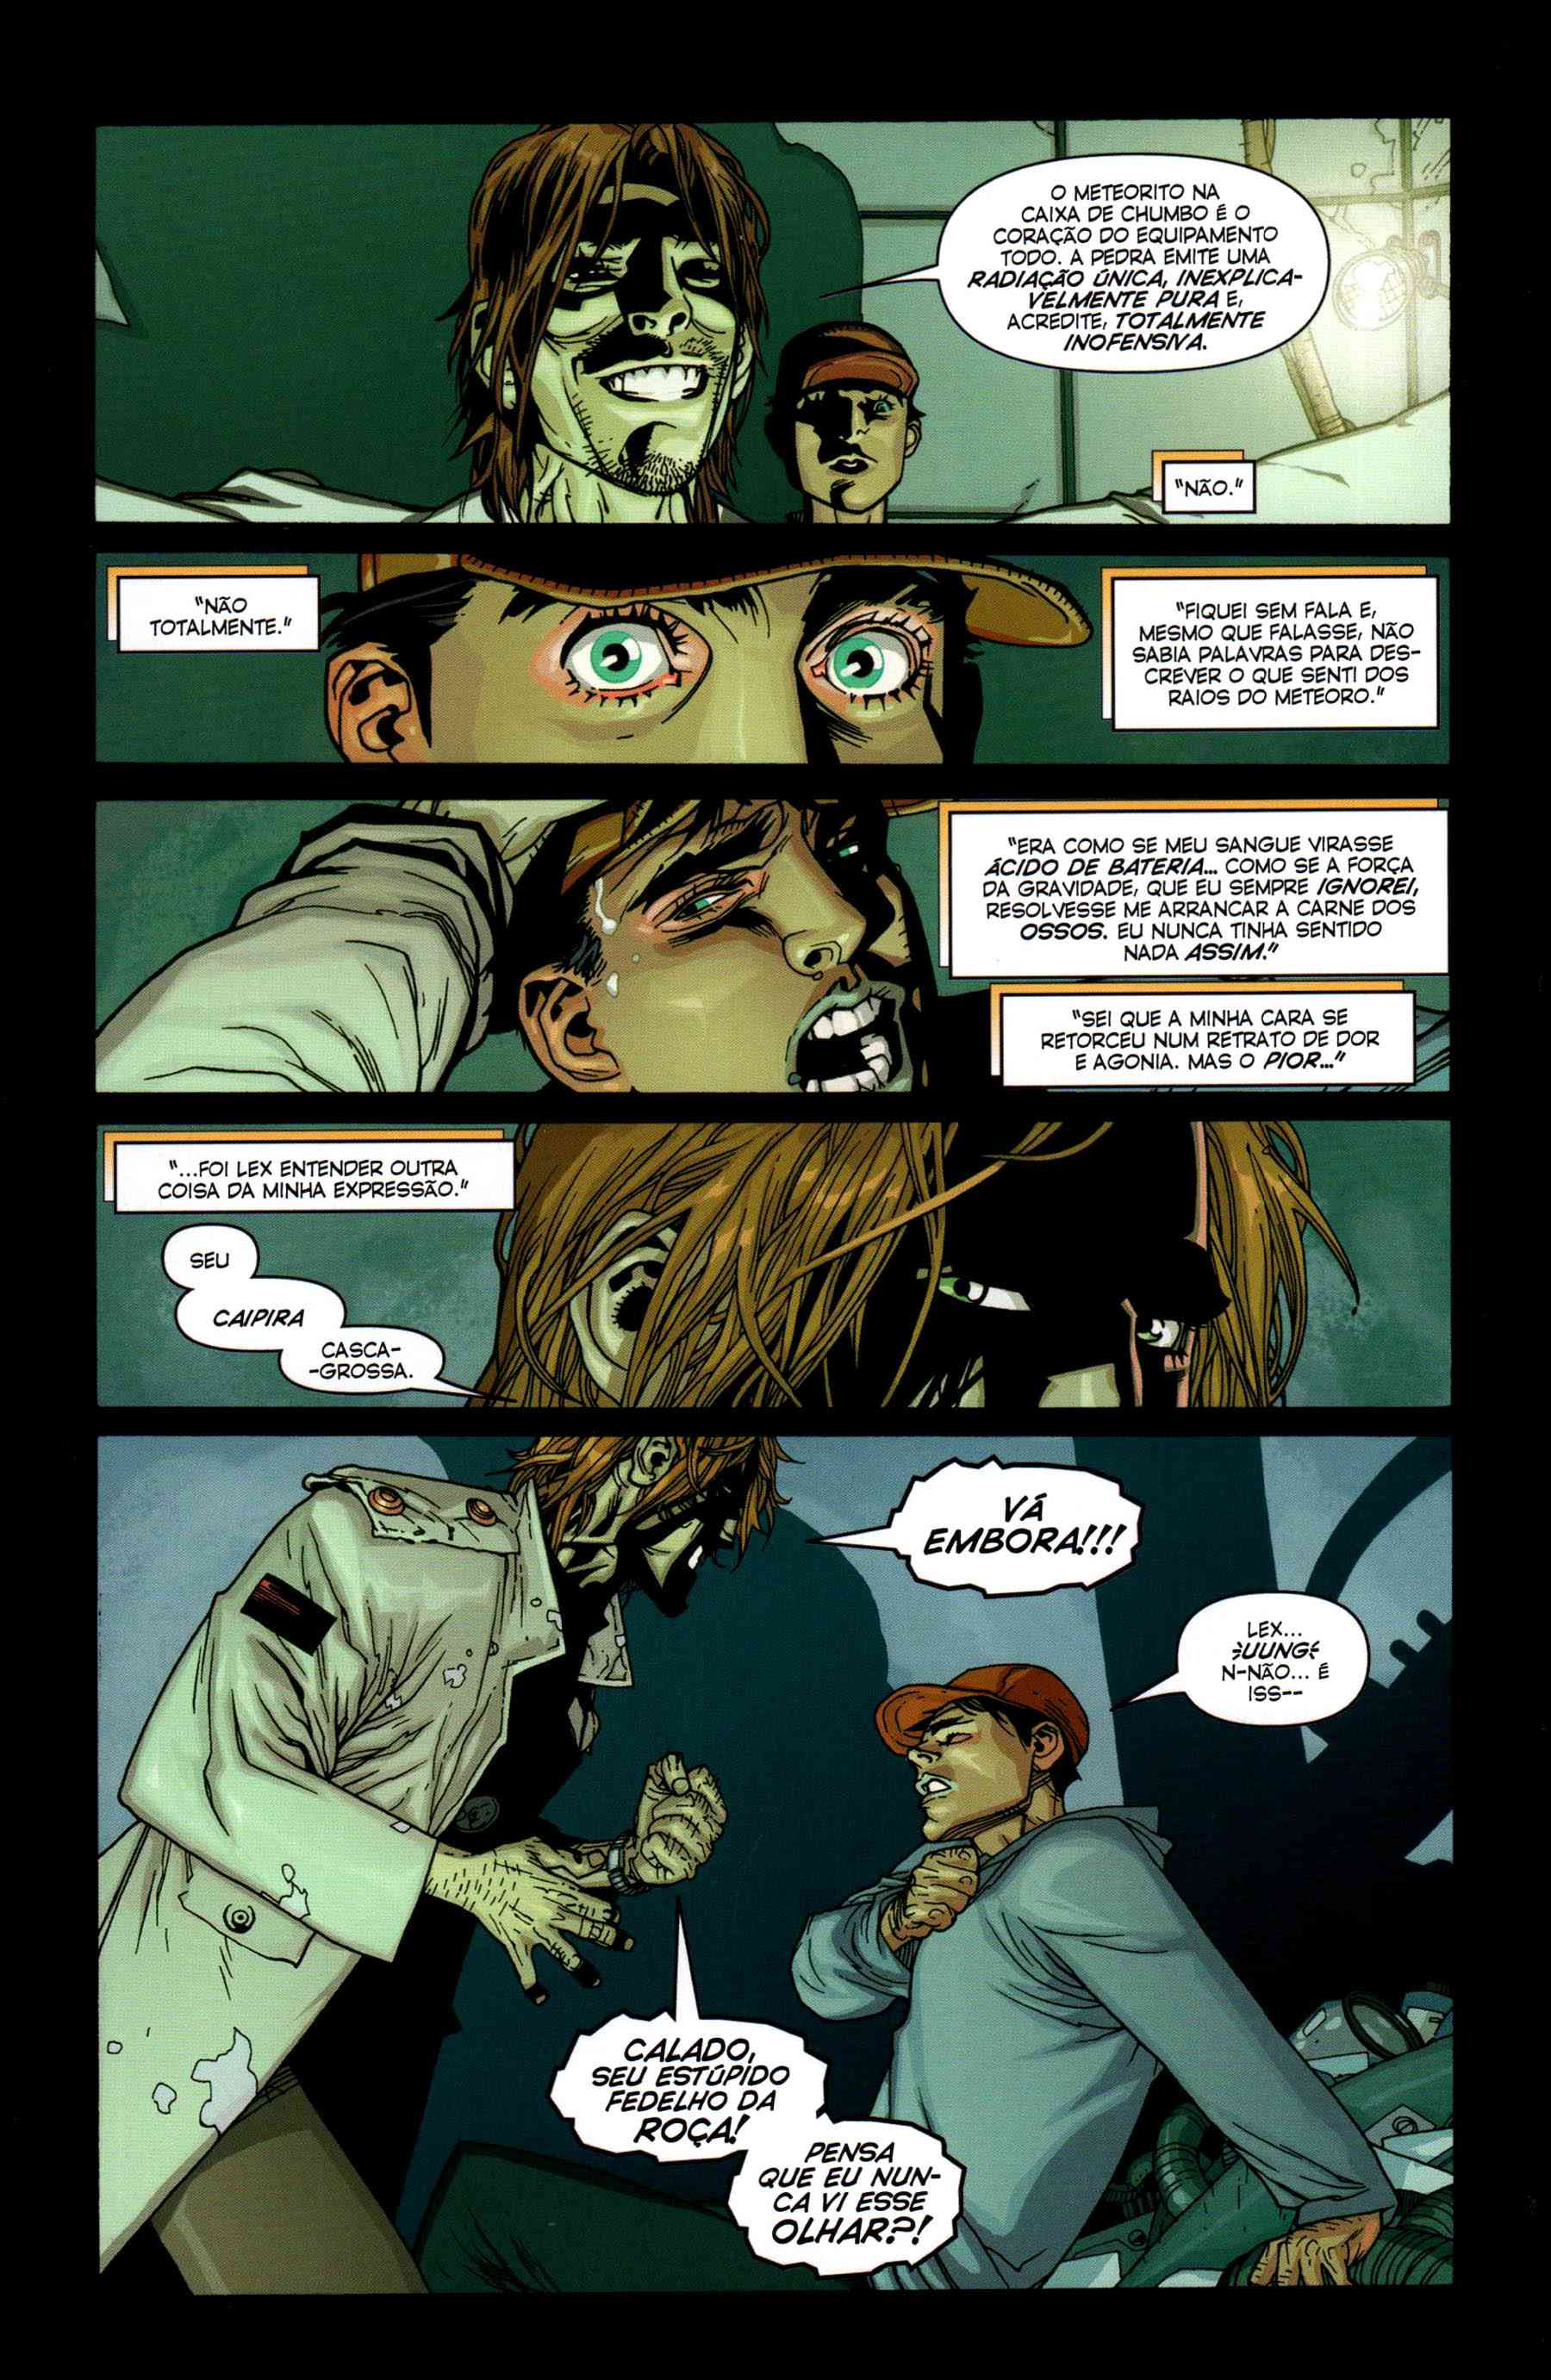 O METEORITO NA
CAIXA DE CHUMBO É O
CORAÇÃO DO EQUIPAMENTO
TODO. A PEDRA EMITE UMA
RADIAÇÃO ÚNICA, INEXPLICA-
VELMENTE PURA E,
ACREDITE, TOTALMENTE
INOFENSIVA.
"NÃO."
"NÃO
TOTALMENTE."
"FIQUEI SEM FALA E,
MESMO QUE FALASSE, NÃO
SABIA PALAVRAS PARA DES-
CREVER O QUE SENTI DOS
RAIOS DO METEORO."
"ERA COMO SE MEU SANGUE VIRASSE
ÁCIDO DE BATERIA... COMO SE A FORÇA
DA GRAVIDADE, QUE EU SEMPRE IGNOREI,
RESOLVESSE ME ARRANCAR A CARNE DOS
OSSOS. EU NUNCA TINHA SENTIDO
NADA ASSIM."
"SEI QUE A MINHA CARA SE
RETORCEU NUM RETRATO DE DOR
E AGONIA. MAS O PIOR..."
"...FOI LEX ENTENDER OUTRA
COISA DA MINHA EXPRESSÃO."
SEU
CAIPIRA
CASCA-
-GROSSA.
VÁ
EMBORA!!!
LEX...
UUNG
N-NÃO... É
ISS--
CALADO,
SEU ESTÚPIDO
FEDELHO DA
ROÇA!
PENSA
QUE EU NUN-
CA VI ESSE
OLHAR?!